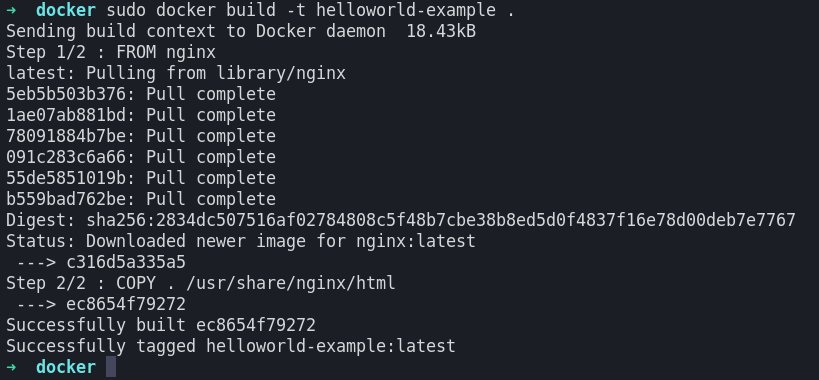 → docker sudo docker build -t helloworld-example .
Sending build context to Docker daemon  18.43kB
Step 1/2 : FROM nginx
latest: Pulling from library/nginx
5eb5b503b376: Pull complete
1ae07ab881bd: Pull complete
78091884b7be: Pull complete
091c283c6a66: Pull complete
55de5851019b: Pull complete
b559bad762be: Pull complete
Digest: sha256:2834dc507516af02784808c5f48b7cbe38b8ed5d0f4837f16e78d00deb7e7767
Status: Downloaded newer image for nginx:latest
 ---> c316d5a335a5
Step 2/2 : COPY . /usr/share/nginx/html
 ---> ec8654f79272
Successfully built ec8654f79272
Successfully tagged helloworld-example:latest
→ docker